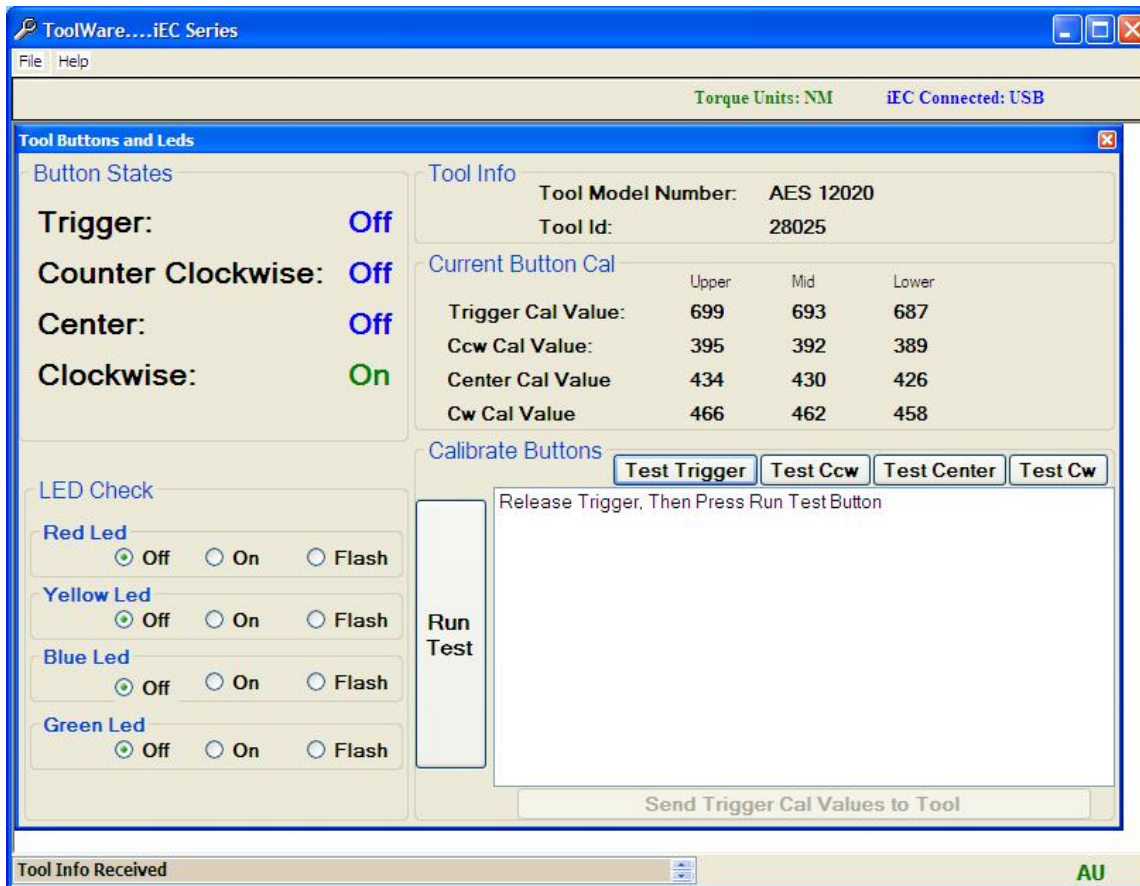 ToolWare....iEC Series
File Help
Torque Units: NM iEC Connected: USB
Tool Buttons and Leds
Button States
Trigger: Off
Counter Clockwise: Off
Center: Off
Clockwise: On
Tool Info
Tool Model Number: AES 12020
Tool Id: 28025
Current Button Cal
Upper Mid Lower
Trigger Cal Value: 699 693 687
Ccw Cal Value: 395 392 389
Center Cal Value 434 430 426
Cw Cal Value 466 462 458
LED Check
Red Led
Off On Flash
Yellow Led
Off On Flash
Blue Led
Off On Flash
Green Led
Off On Flash
Calibrate Buttons
Test Trigger Test Ccw Test Center Test Cw
Release Trigger, Then Press Run Test Button
Run
Test
Send Trigger Cal Values to Tool
Tool Info Received AU